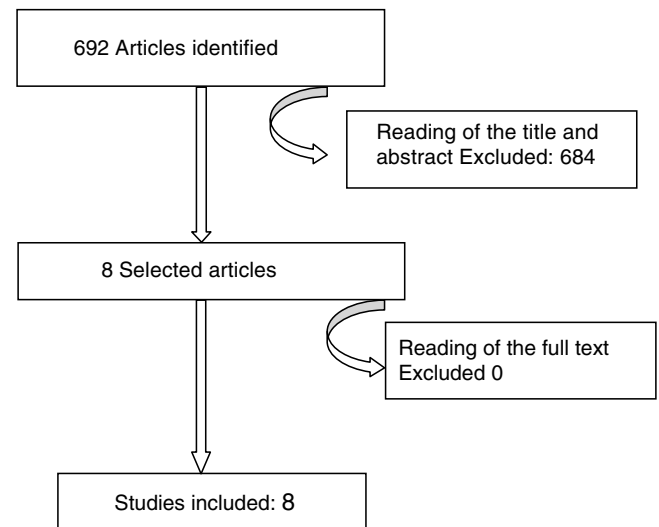 692 Articles identified
Reading of the title and
abstract Excluded: 684
8 Selected articles
Reading of the full text
Excluded 0
Studies included: 8